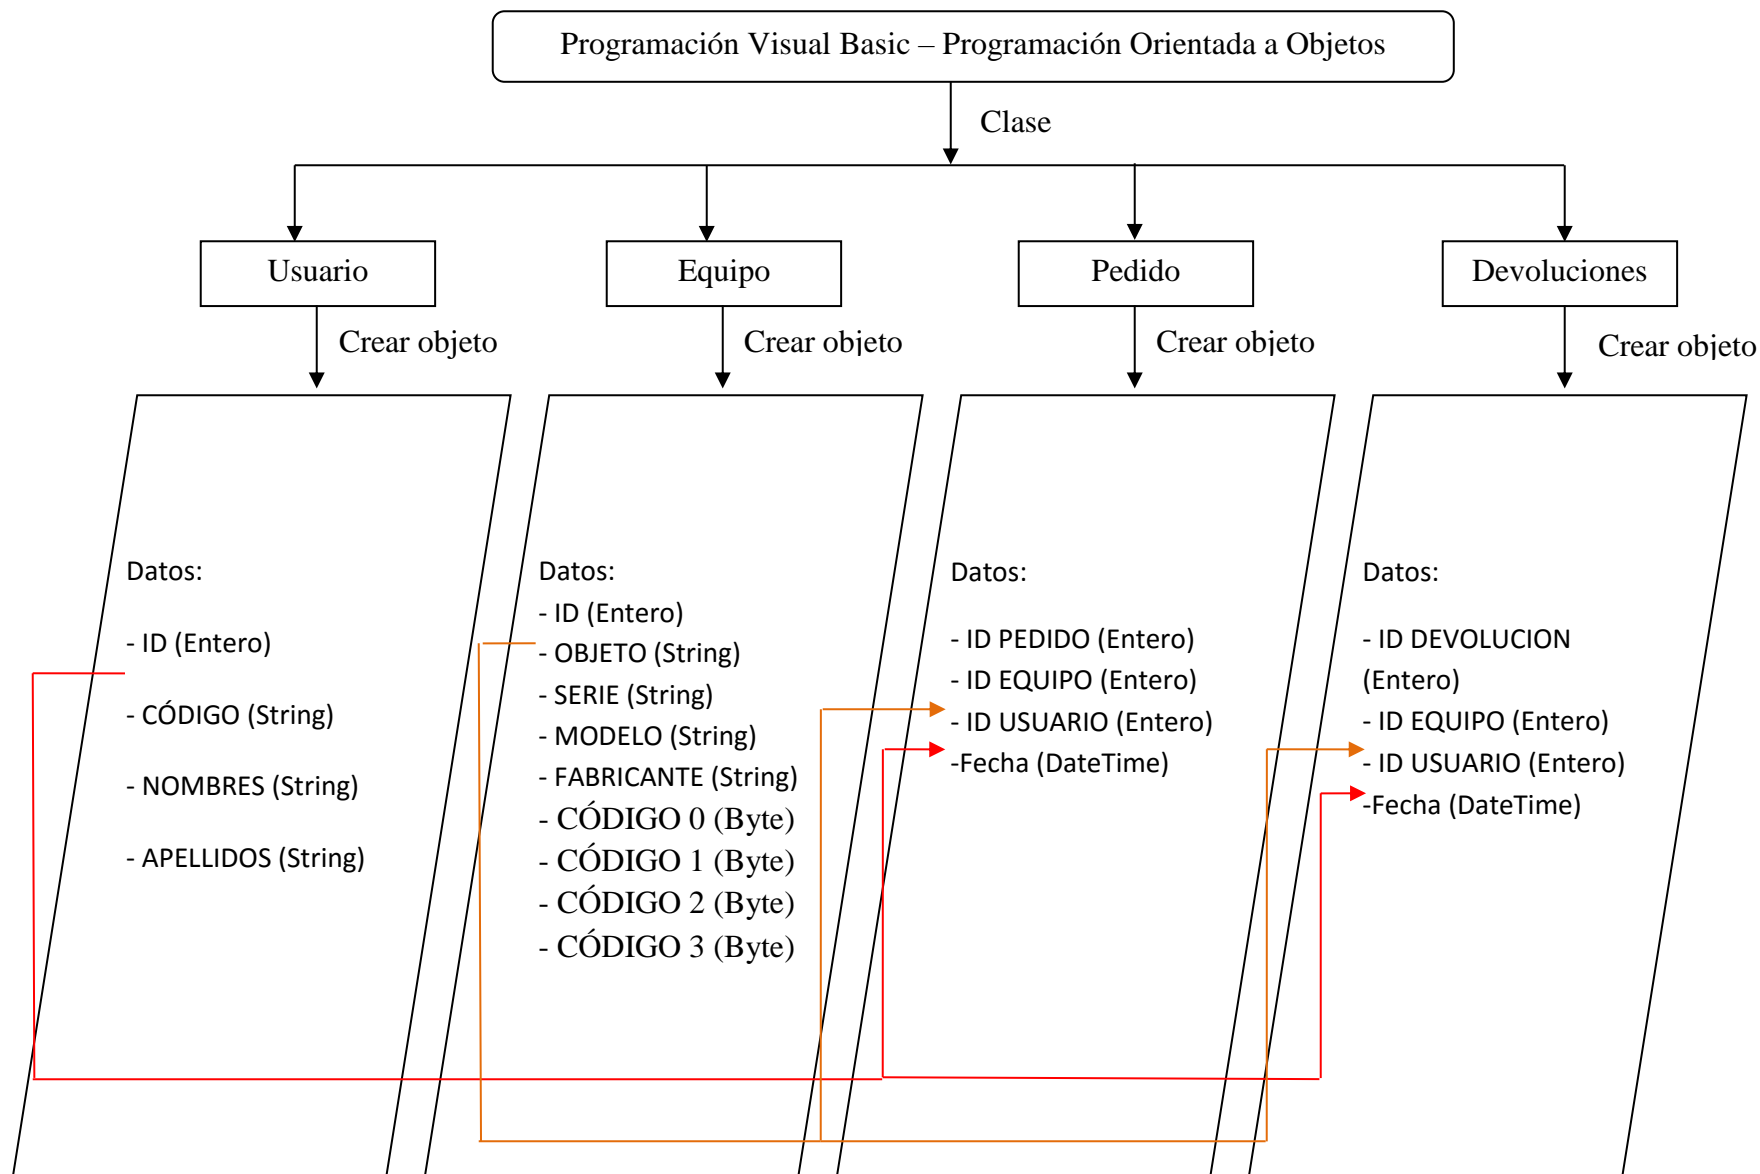 Programación Visual Basic – Programación Orientada a Objetos
Clase
Usuario
Equipo
Pedido
Devoluciones
Crear objeto
Crear objeto
Crear objeto
Crear objeto
Datos:
- ID (Entero)
- CÓDIGO (String)
- NOMBRES (String)
- APELLIDOS (String)
Datos:
- ID (Entero)
- OBJETO (String)
- SERIE (String)
- MODELO (String)
- FABRICANTE (String)
- CÓDIGO 0 (Byte)
- CÓDIGO 1 (Byte)
- CÓDIGO 2 (Byte)
- CÓDIGO 3 (Byte)
Datos:
- ID PEDIDO (Entero)
- ID EQUIPO (Entero)
- ID USUARIO (Entero)
-Fecha (DateTime)
Datos:
- ID DEVOLUCION
(Entero)
- ID EQUIPO (Entero)
- ID USUARIO (Entero)
-Fecha (DateTime)